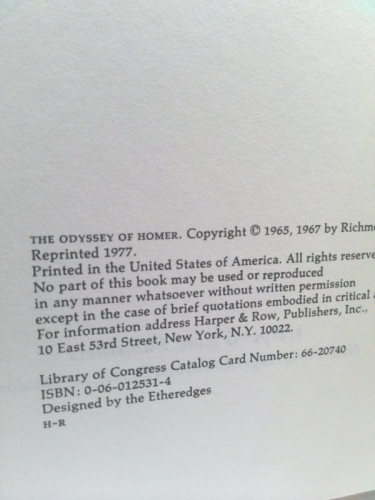 THE ODYSSEY OF HOMER. Copyright © 1965, 1967 by Richmo
Reprinted 1977.
Printed in the United States of America. All rights reserve
No part of this book may be used or reproduced
in any manner whatsoever without written permission
except in the case of brief quotations embodied in critical a
For information address Harper & Row, Publishers, Inc.,
10 East 53rd Street, New York, N.Y. 10022.
Library of Congress Catalog Card Number: 66-20740
ISBN: 0-06-012531-4
Designed by the Etheredges
H-R